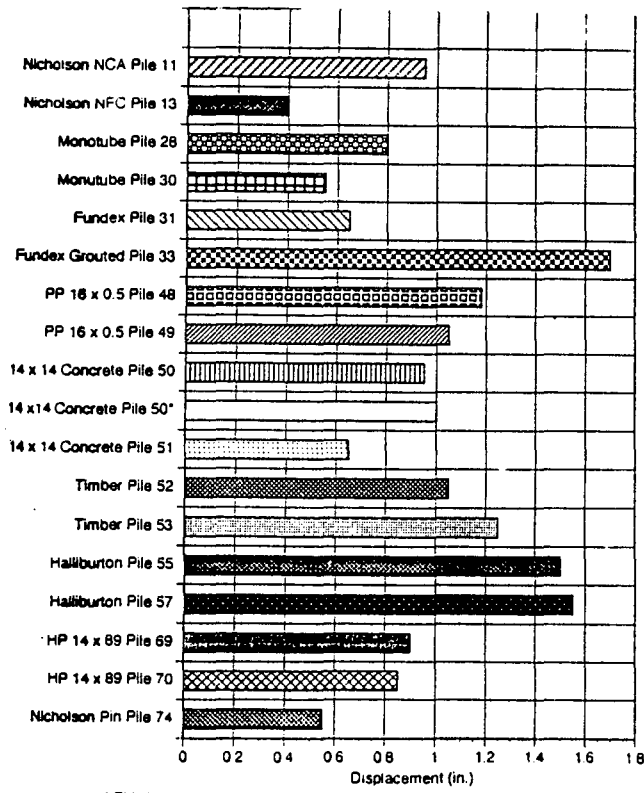 Nicholson NCA Pile 11
Nicholson NFC Pile 13
Monotube Pile 28
Monutube Pile 30
Fundex Pile 31
Fundex Grouted Pile 33
PP 16 x 0.5 Pile 48
PP 16 x 0.5 Pile 49
14 x 14 Concrete Pile 50
14 x14 Concrete Pile 50*
14 x 14 Concrete Pile 51
Timber Pile 52
Timber Pile 53
Halliburton Pile 55
Halliburton Pile 57
HP 14 x 89 Pile 69
HP 14 x 89 Pile 70
Nicholson Pin Pile 74
0 0.2 0.4 0.6 0.8 1 1.2 1.4 1.6 1.8
Displacement (in.)